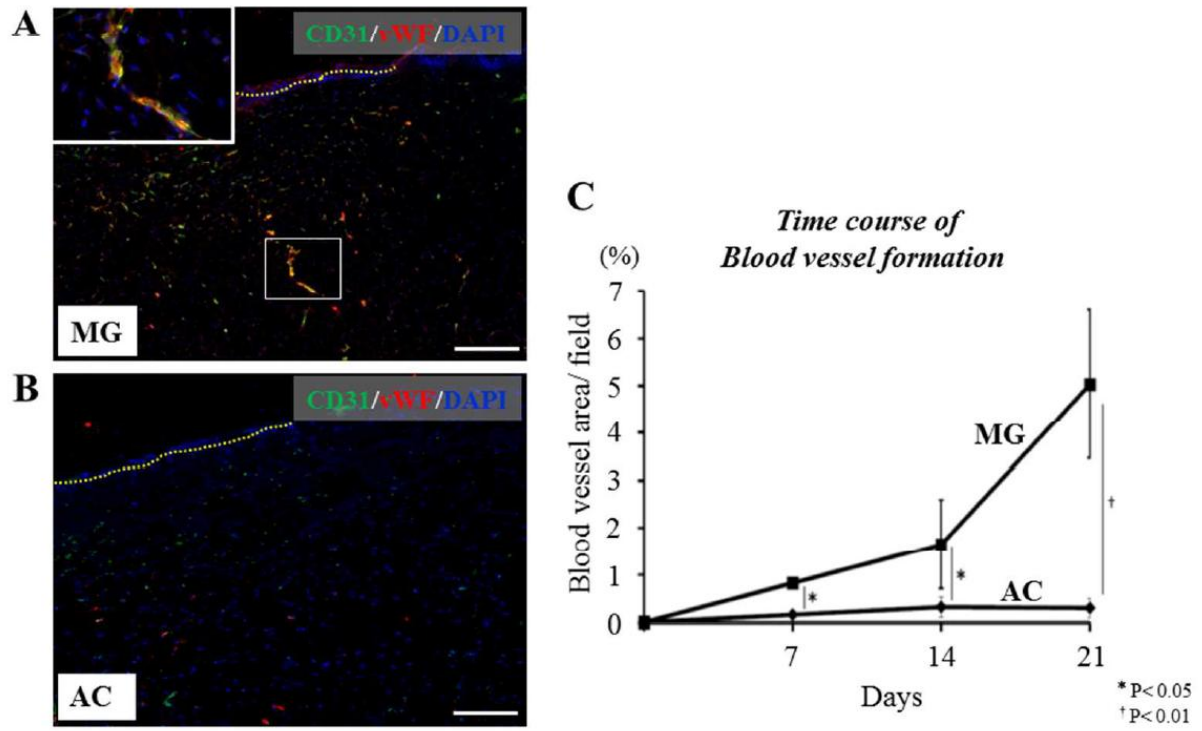 A
CD31/vWF/DAPI
MG
B
CD31/vWF/DAPI
AC
C
Time course of
Blood vessel formation
(%)
Blood vessel area/ field
7
6
5
4
3
2
1
0
MG
AC
*
*
†
7
14
21
Days
* P< 0.05
† P< 0.01